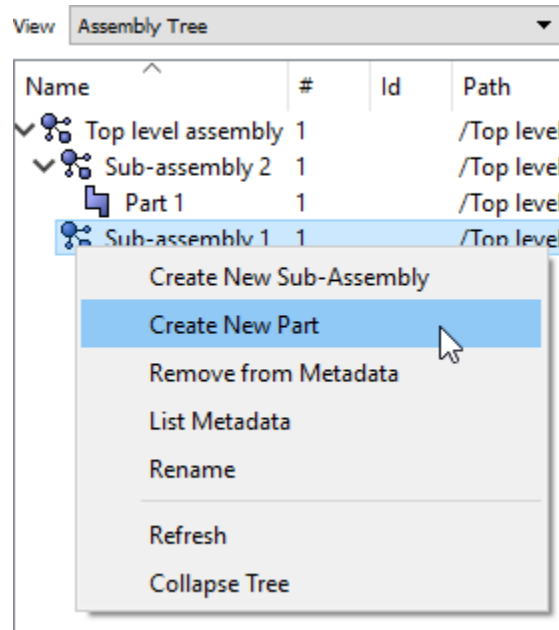 View Assembly Tree
Name # Id Path
Top level assembly 1 /Top level
Sub-assembly 2 1 /Top level
Part 1 1 /Top level
Sub-assembly 1 1 /Top level
Create New Sub-Assembly
Create New Part
Remove from Metadata
List Metadata
Rename
Refresh
Collapse Tree